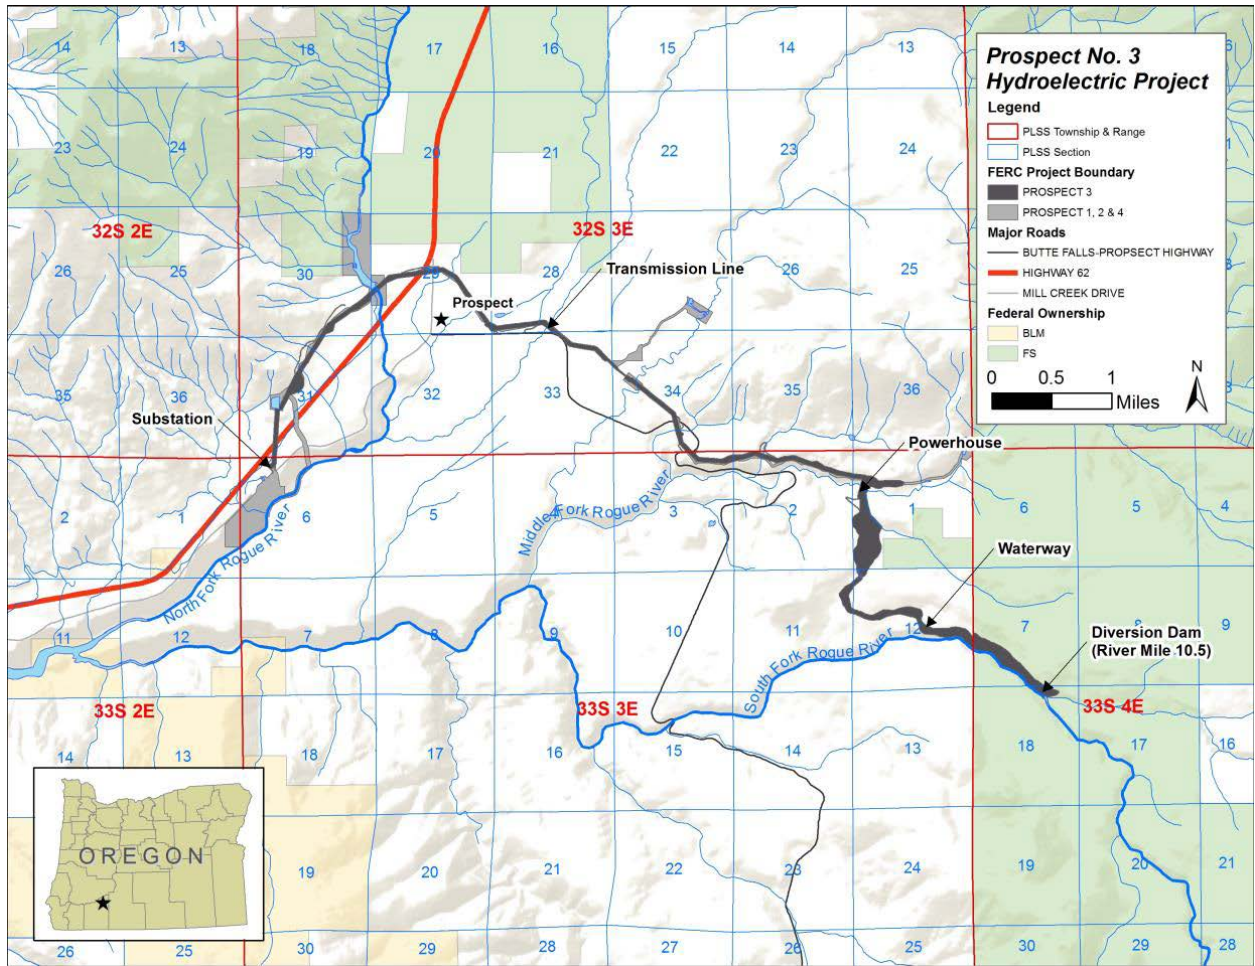 Prospect No. 3
Hydroelectric Project
Legend
PLSS Township & Range
PLSS Section
FERC Project Boundary
PROSPECT 3
PROSPECT 1, 2 & 4
Major Roads
BUTTE FALLS-PROPSECT HIGHWAY
HIGHWAY 62
MILL CREEK DRIVE
Federal Ownership
BLM
FS
N
0 0.5 1
Miles
14 13 18 17 16 15 14 13
23 24 19 20 21 22 23 24
32S 2E 32S 3E
26 25 30 29 28 26 25
Transmission Line
Prospect
35 36 31 32 33 34 35 36
Substation
Powerhouse
2 1 6 5 4 3 2 1 6 5 4
Middle Fork Rogue River
North Fork Rogue River
Waterway
11 12 7 8 9 10 11 12 7 8 9
South Fork Rogue River
Diversion Dam
(River Mile 10.5)
33S 2E 33S 3E 33S 4E
14 13 18 17 16 15 14 13 18 17 16
OREGON
19 20 21 22 23 24 19 20 21
26 25 30 29 28 27 26 25 30 29 28